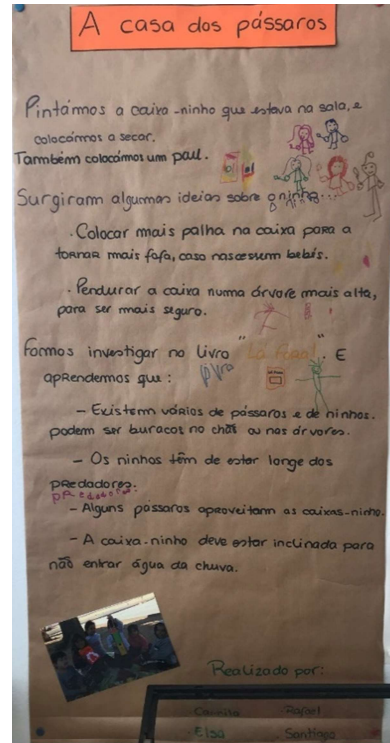 A casa dos pássaros
Pintámos a caixa-ninho que estava na sala, e
colocámos a secar.
Também colocámos um paul.
Surgiram algumas ideias sobre o ninho...
. Colocar mais palha na caixa para a
tornar mais fofa, caso nascessem bebés.
. Pendurar a caixa numa árvore mais alta,
para ser mais seguro.
Fomos investigar no livro "Lá Fora". E
aprendemos que:
- Existem vários de pássaros e de ninhos.
podem ser buracos no chão ou nas árvores.
- Os ninhos têm de estar longe dos
predadores.
predadores
- Alguns pássaros aproveitam as caixas-ninho.
- A caixa-ninho deve estar inclinada para
não entrar água da chuva.
Realizado por:
Rafael
Elsa Santiago